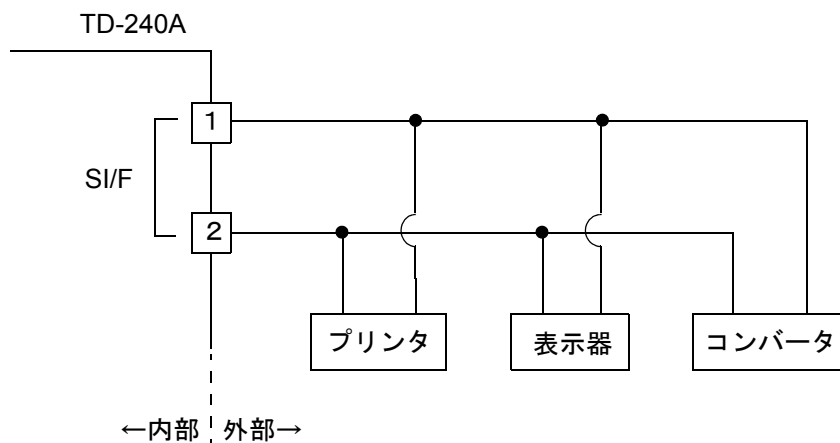 TD-240A
1
SI/F
2
プリンタ
表示器
コンバータ
←内部
外部→